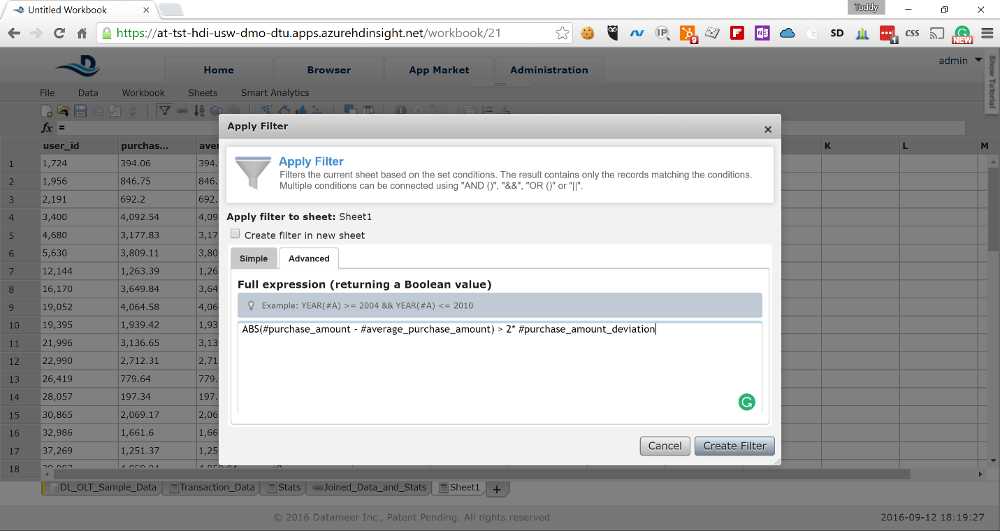 Untitled Workbook
Toddy
https://at-tst-hdi-usw-dmo-dtu.apps.azurehdinsight.net/workbook/21
IP
9
SD
1
CSS
NEW
Home Browser App Market Administration
admin
Show Tutorial
File Data Workbook Sheets Smart Analytics
fx =
Apply Filter
user_id purchas... K L M
Apply Filter
Filters the current sheet based on the set conditions. The result contains only the records matching the conditions.
Multiple conditions can be connected using "AND ()", "&&", "OR ()" or "||".
Apply filter to sheet: Sheet1
Create filter in new sheet
Simple Advanced
Full expression (returning a Boolean value)
Example: YEAR(#A) >= 2004 && YEAR(#A) <= 2010
ABS(#purchase_amount - #average_purchase_amount) > 2* #purchase_amount_deviation
Cancel Create Filter
1 1,724 394.06 394.
2 1,956 846.75 846.
3 2,191 692.2 692.
4 3,400 4,092.54 4,09
5 4,680 3,177.83 3,17
6 5,630 3,809.11 3,80
7 12,144 1,263.39 1,26
8 16,170 3,649.84 3,64
9 19,052 4,064.58 4,06
10 19,395 1,939.42 1,93
11 21,996 3,136.65 3,13
12 22,990 2,712.31 2,71
13 26,419 779.64 779.
14 28,057 197.34 197.
15 30,865 2,069.17 2,06
16 32,986 1,661.6 1,66
17 37,269 1,251.37 1,25
18
DL_OLT_Sample_Data Transaction_Data Stats Joined_Data_and_Stats Sheet1 +
© 2016 Datameer Inc., Patent Pending. All rights reserved
2016-09-12 18:19:27